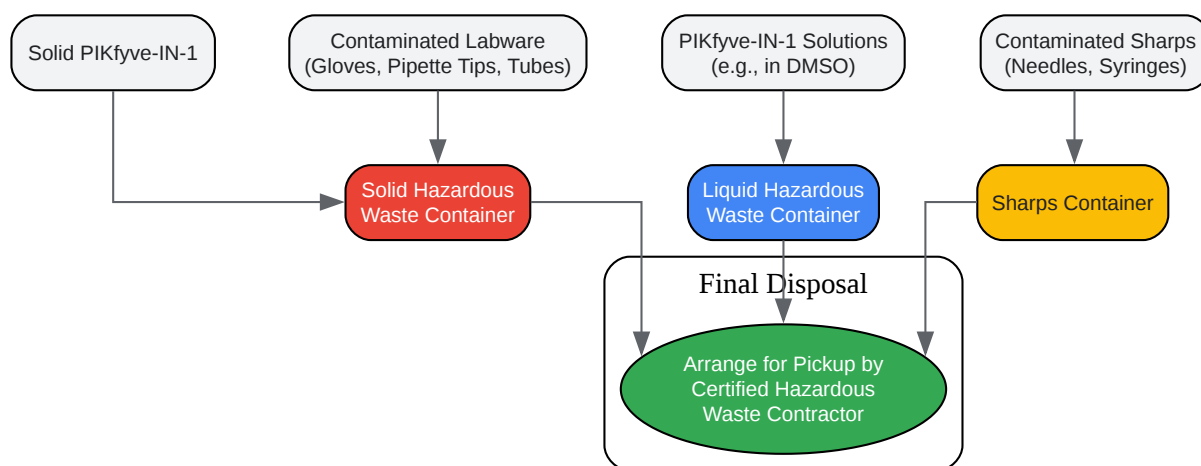 Solid PIKfyve-IN-1
Contaminated Labware
(Gloves, Pipette Tips, Tubes)
PIKfyve-IN-1 Solutions
(e.g., in DMSO)
Contaminated Sharps
(Needles, Syringes)
Solid Hazardous
Waste Container
Liquid Hazardous
Waste Container
Sharps Container
Final Disposal
Arrange for Pickup by
Certified Hazardous
Waste Contractor